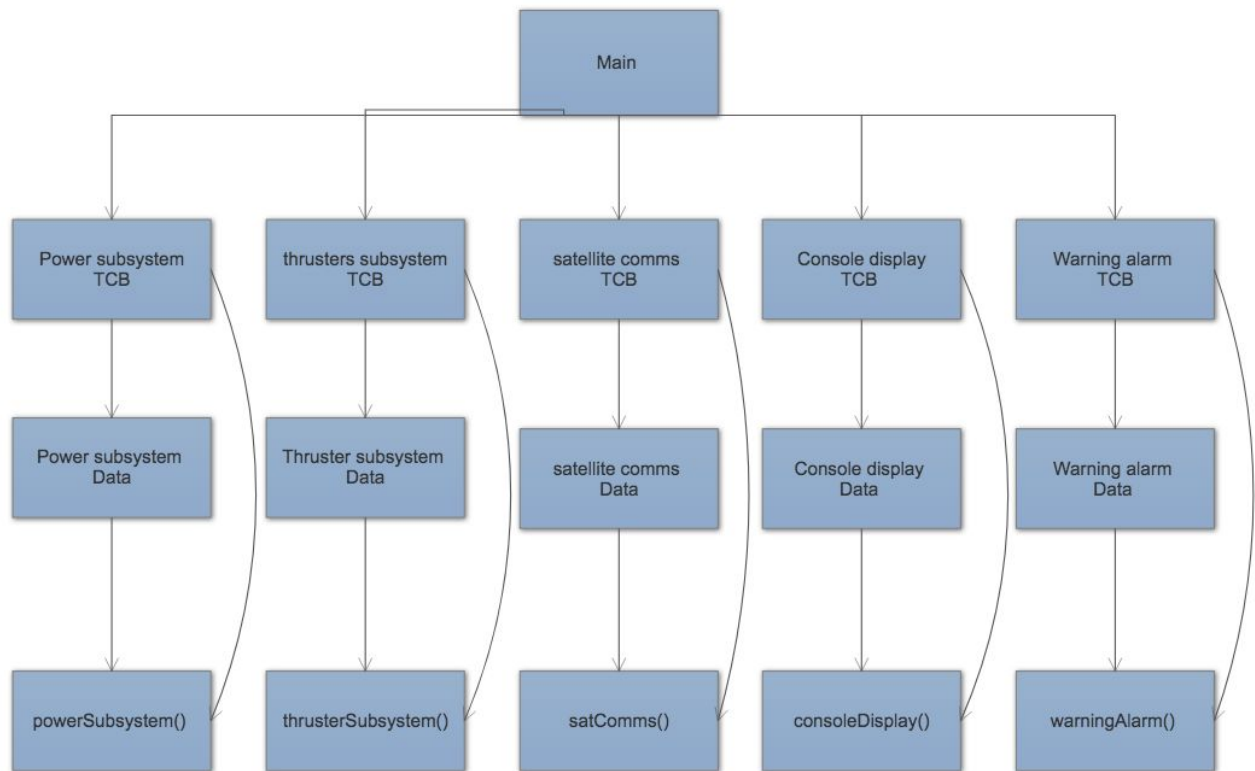 Main
Power subsystem
TCB
thrusters subsystem
TCB
satellite comms
TCB
Console display
TCB
Warning alarm
TCB
Power subsystem
Data
Thruster subsystem
Data
satellite comms
Data
Console display
Data
Warning alarm
Data
powerSubsystem()
thrusterSubsystem()
satComms()
consoleDisplay()
warningAlarm()